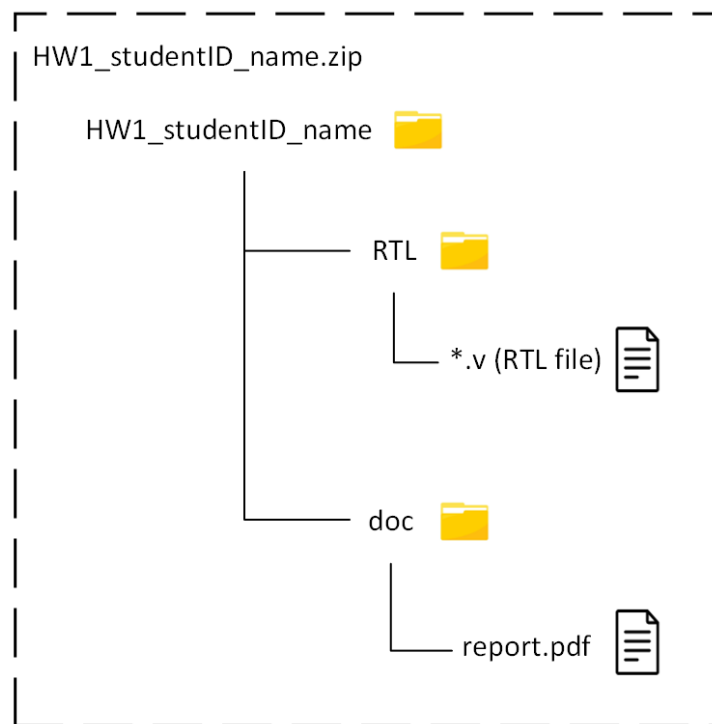 HW1_studentID_name.zip
HW1_studentID_name
RTL
*.v (RTL file)
doc
report.pdf